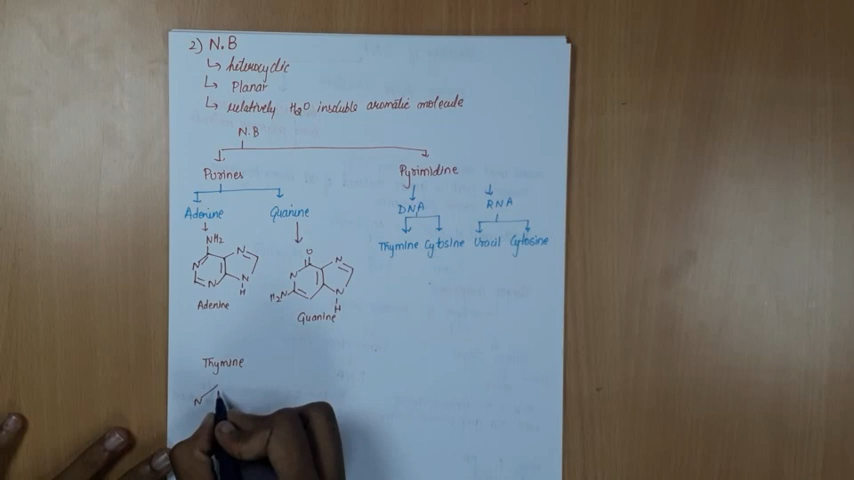 2) N.B
↳ heterocyclic
↳ Planar
↳ relatively H2O insoluble aromatic molecule
N.B
Purines Pyrimidine
Adenine Guanine DNA RNA
Thymine Cytosine Uracil Cytosine
NH2
N N
N N
H
Adenine
O
N N
H2N N
H
Guanine
Thymine
N